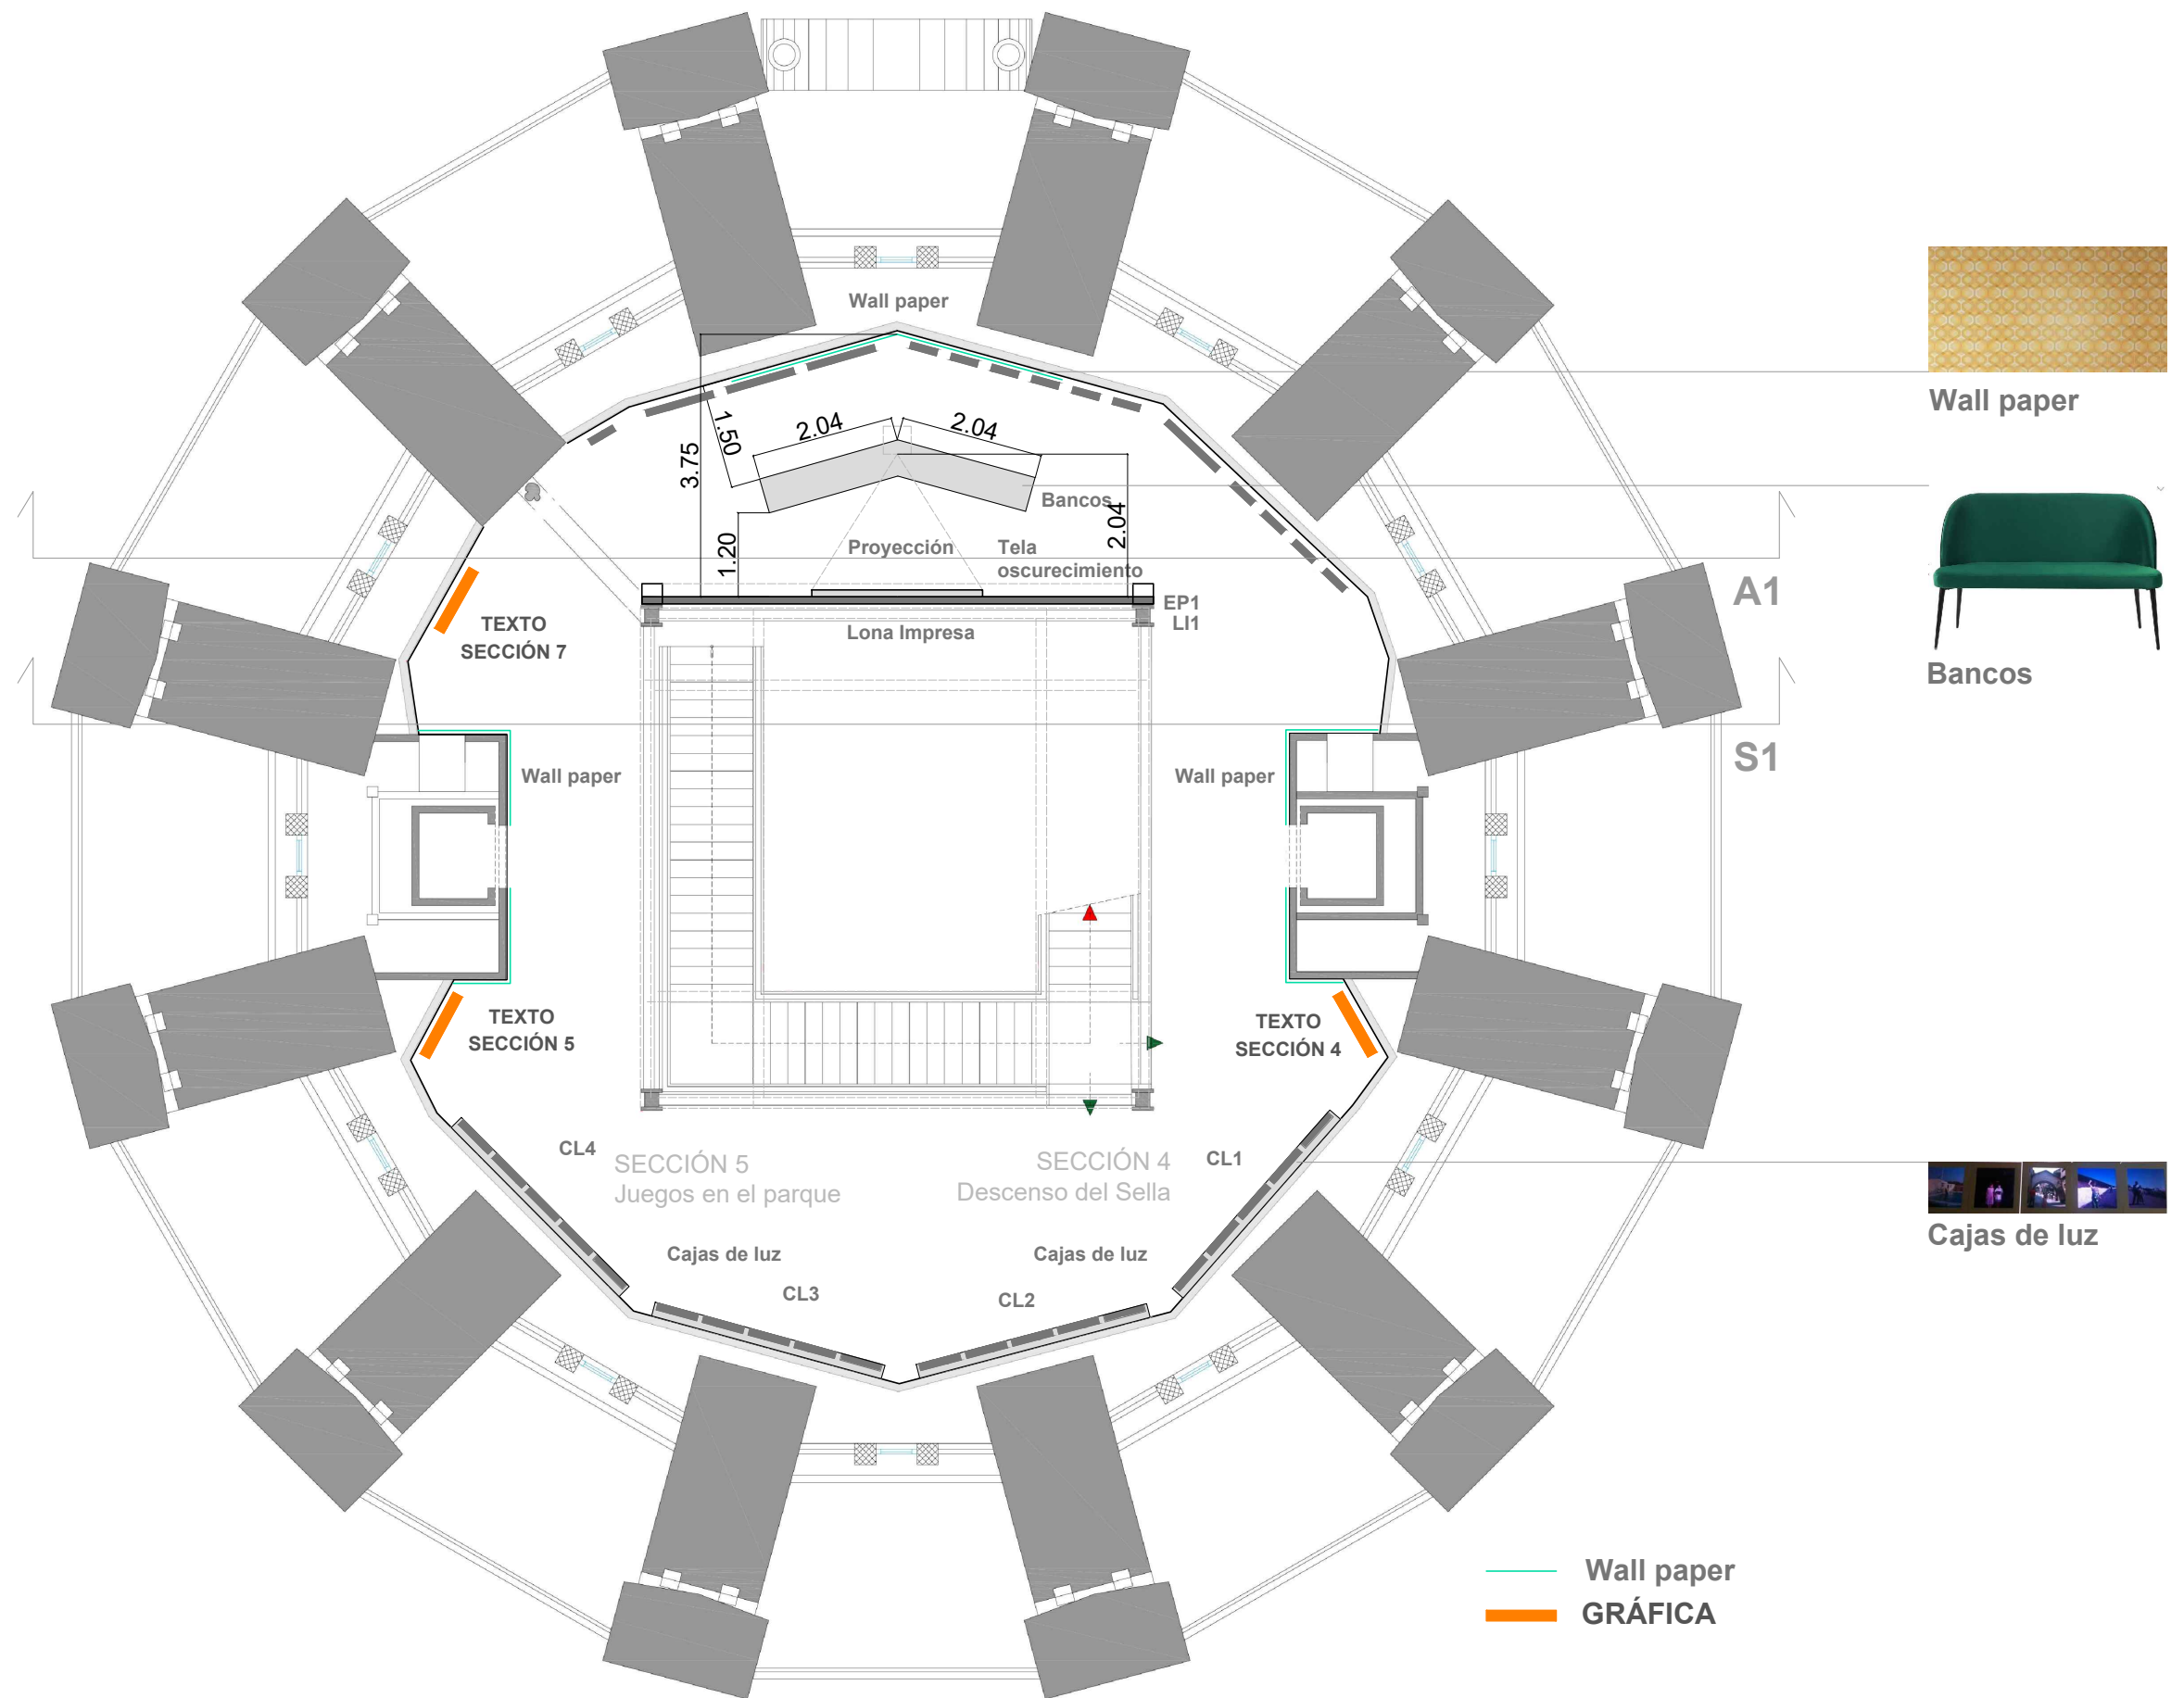 Wall paper
Wall paper
2.04
2.04
1.50
3.75
Bancos
2.04
1.20
Proyección
Tela
oscurecimiento
A1
EP1
LI1
Lona Impresa
TEXTO
SECCIÓN 7
Bancos
S1
Wall paper
Wall paper
TEXTO
SECCIÓN 5
TEXTO
SECCIÓN 4
CL4
SECCIÓN 5
Juegos en el parque
SECCIÓN 4
Descenso del Sella
CL1
Cajas de luz
Cajas de luz
Cajas de luz
CL3
CL2
Wall paper
GRÁFICA